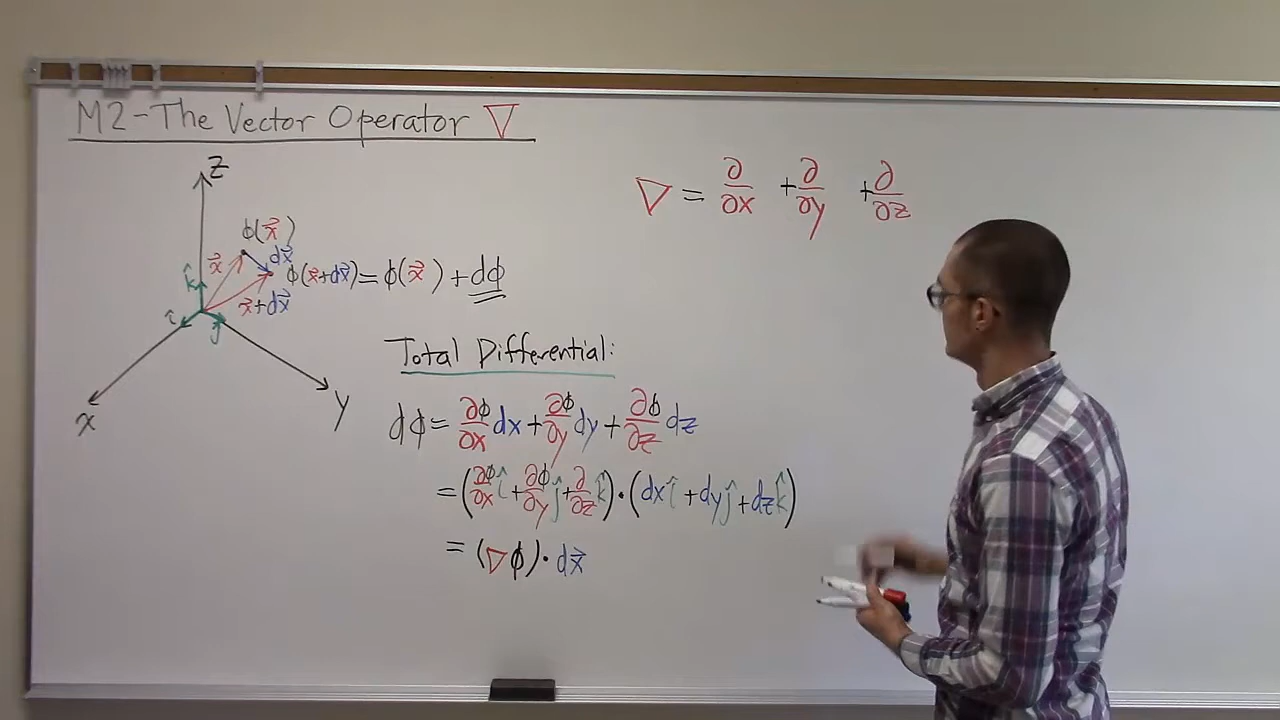 M2-The Vector Operator ∇
z
ϕ(x⃗)
x⃗ dx⃗
k̂ ϕ(x⃗+dx⃗)=ϕ(x⃗)+dϕ
x⃗+dx⃗
î
ĵ
x y
Total Differential:
dϕ = ∂ϕ/∂x dx + ∂ϕ/∂y dy + ∂ϕ/∂z dz
= (∂ϕ/∂x î + ∂ϕ/∂y ĵ + ∂/∂z k̂)·(dx î + dy ĵ + dz k̂)
= (∇ϕ)·dx⃗
∇ = ∂/∂x + ∂/∂y + ∂/∂z